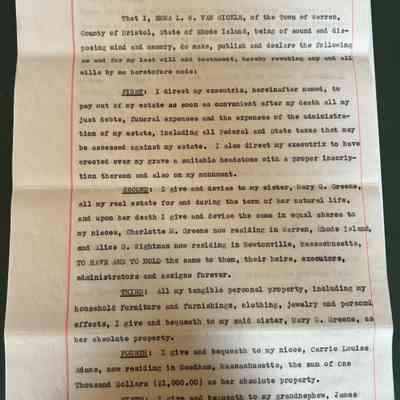 That I, EMMA L. G. VAN SICKLE, of the Town of Warren,
County of Bristol, State of Rhode Island, being of sound and dis-
posing mind and memory, do make, publish and declare the following
as and for my last will and testament, hereby revoking any and all
wills by me heretofore made:
FIRST: I direct my executrix, hereinafter named, to
pay out of my estate as soon as convenient after my death all my
just debts, funeral expenses and the expenses of the administra-
tion of my estate, including all Federal and State taxes that may
be assessed against my estate. I also direct my executrix to have
erected over my grave a suitable headstone with a proper inscrip-
tion thereon and also on my monument.
SECOND: I give and devise to my sister, Mary G. Greene,
all my real estate for and during the term of her natural life,
and upon her death I give and devise the same in equal shares to
my nieces, Charlotte M. Greene now residing in Warren, Rhode Island,
and Alice G. Wightman now residing in Newtonville, Massachusetts,
TO HAVE AND TO HOLD the same to them, their heirs, executors,
administrators and assigns forever.
THIRD: All my tangible personal property, including my
household furniture and furnishings, clothing, jewelry and personal
effects, I give and bequeath to my said sister, Mary G. Greene, as
her absolute property.
FOURTH: I give and bequeath to my niece, Carrie Louise
Adams, now residing in Needham, Massachusetts, the sum of One
Thousand Dollars ($1,000.00) as her absolute property.
I give and bequeath to my grandnephew, James